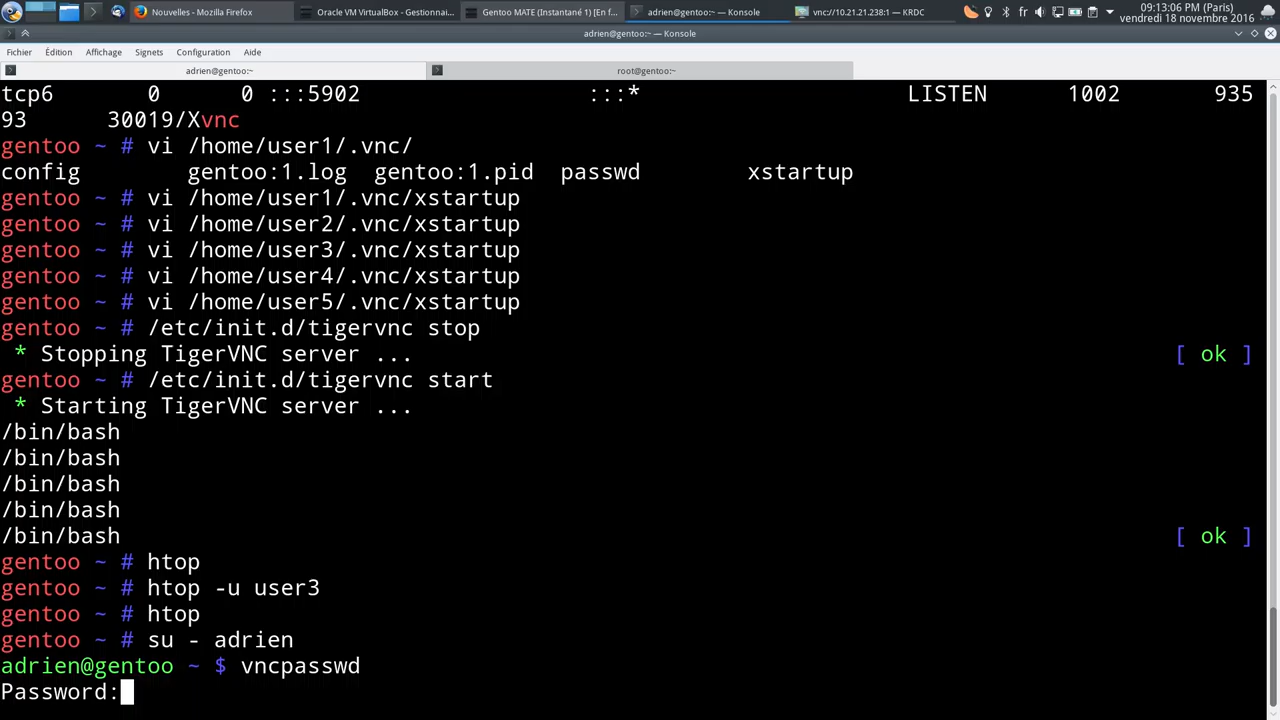 Nouvelles - Mozilla Firefox
Oracle VM VirtualBox - Gestionnai...
Gentoo MATE (Instantané 1) [En f...
adrien@gentoo:~ — Konsole
vnc://10.21.21.238:1 — KRDC
fr
09:13:06 PM (Paris)
vendredi 18 novembre 2016
adrien@gentoo:~ — Konsole
Fichier Édition Affichage Signets Configuration Aide
adrien@gentoo:~ root@gentoo:~
tcp6 0 0 :::5902 :::* LISTEN 1002 935
93 30019/Xvnc
gentoo ~ # vi /home/user1/.vnc/
config gentoo:1.log gentoo:1.pid passwd xstartup
gentoo ~ # vi /home/user1/.vnc/xstartup
gentoo ~ # vi /home/user2/.vnc/xstartup
gentoo ~ # vi /home/user3/.vnc/xstartup
gentoo ~ # vi /home/user4/.vnc/xstartup
gentoo ~ # vi /home/user5/.vnc/xstartup
gentoo ~ # /etc/init.d/tigervnc stop
* Stopping TigerVNC server ... [ ok ]
gentoo ~ # /etc/init.d/tigervnc start
* Starting TigerVNC server ...
/bin/bash
/bin/bash
/bin/bash
/bin/bash
/bin/bash [ ok ]
gentoo ~ # htop
gentoo ~ # htop -u user3
gentoo ~ # htop
gentoo ~ # su - adrien
adrien@gentoo ~ $ vncpasswd
Password: